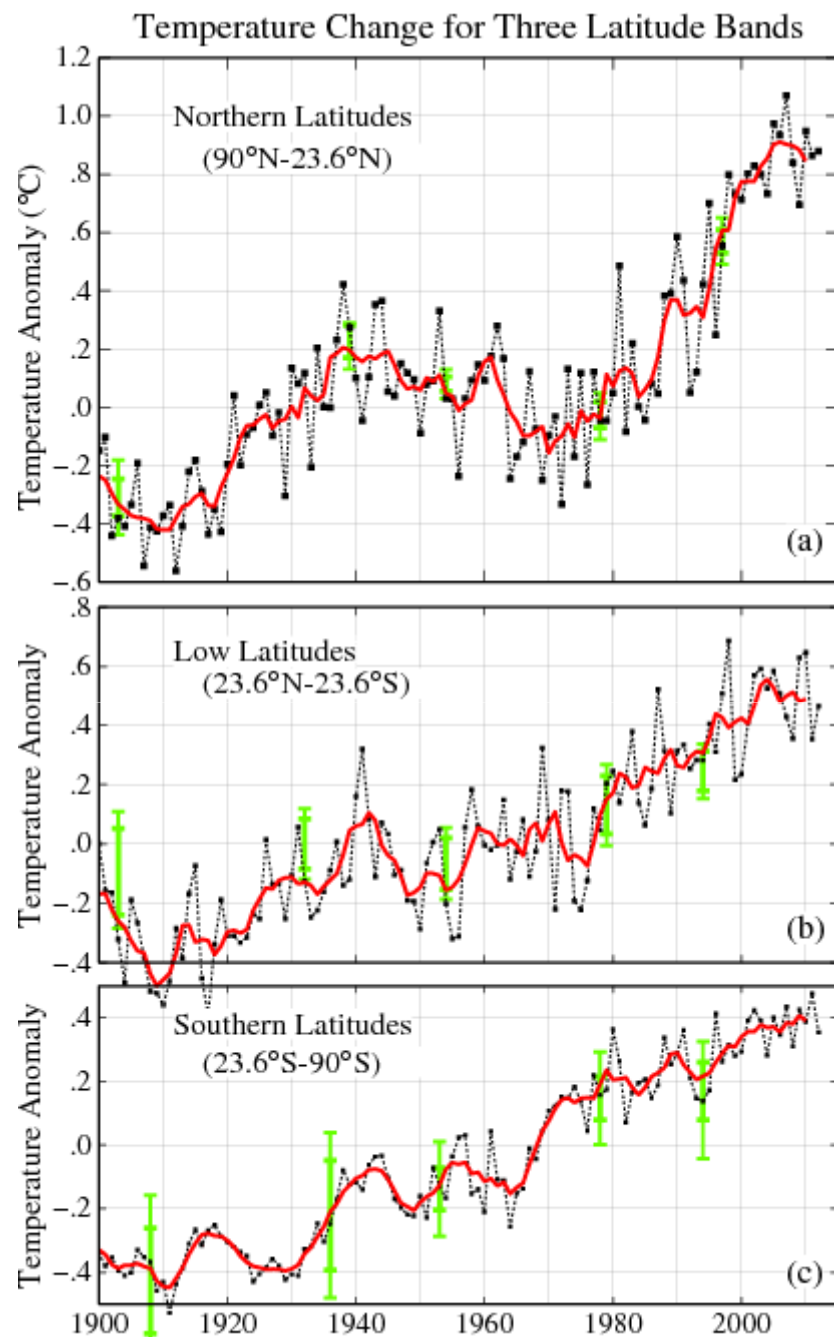 Temperature Change for Three Latitude Bands
1.2
1.0
.8
.6
.4
.2
.0
−.2
−.4
−.6
Temperature Anomaly (°C)
Northern Latitudes
(90°N-23.6°N)
(a)
.8
.6
.4
.2
.0
−.2
−.4
Temperature Anomaly
Low Latitudes
(23.6°N-23.6°S)
(b)
.4
.2
.0
−.2
−.4
Temperature Anomaly
Southern Latitudes
(23.6°S-90°S)
(c)
1900 1920 1940 1960 1980 2000